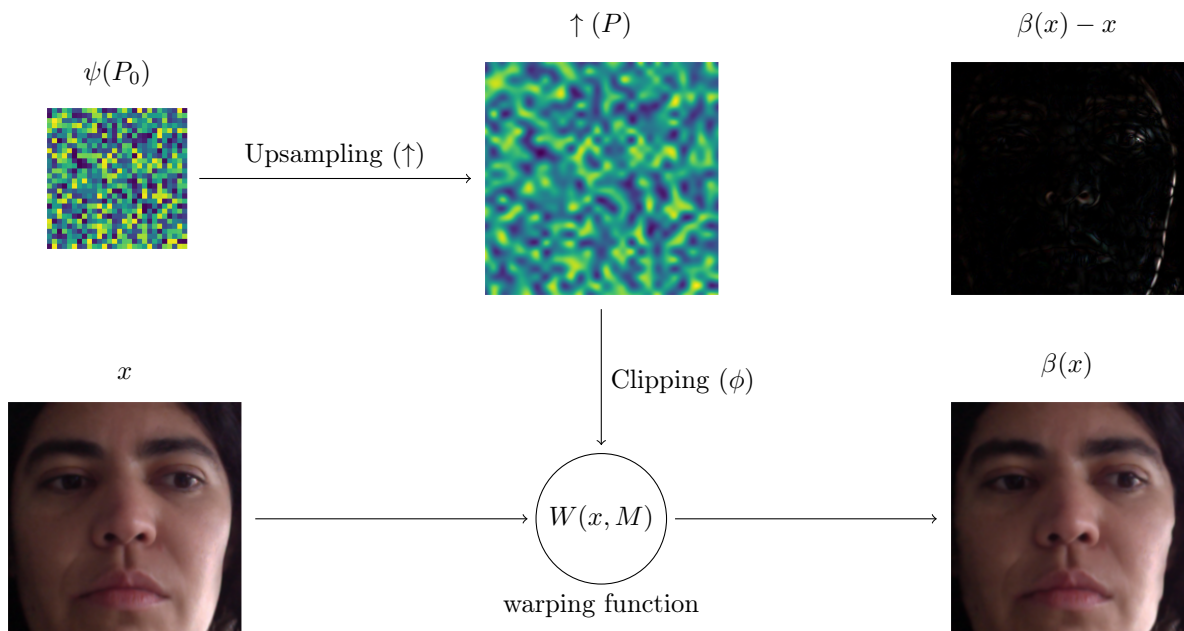 ↑ (P)
β(x) − x
ψ(P₀)
Upsampling (↑)
x
Clipping (ϕ)
β(x)
W(x, M)
warping function